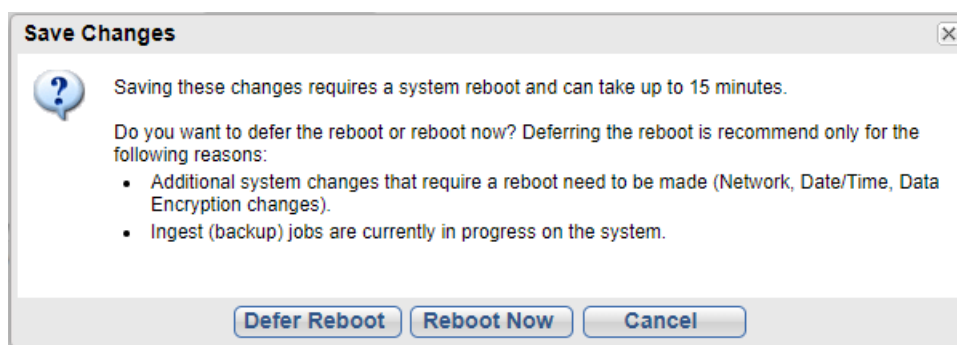 Save Changes
Saving these changes requires a system reboot and can take up to 15 minutes.
Do you want to defer the reboot or reboot now? Deferring the reboot is recommend only for the
following reasons:
• Additional system changes that require a reboot need to be made (Network, Date/Time, Data
Encryption changes).
• Ingest (backup) jobs are currently in progress on the system.
Defer Reboot Reboot Now Cancel